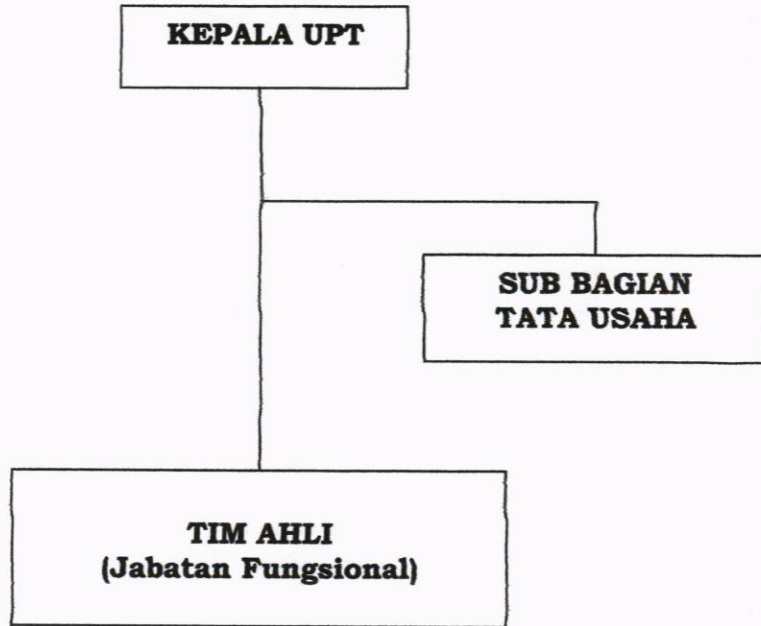 KEPALA UPT
SUB BAGIAN
TATA USAHA
TIM AHLI
(Jabatan Fungsional)